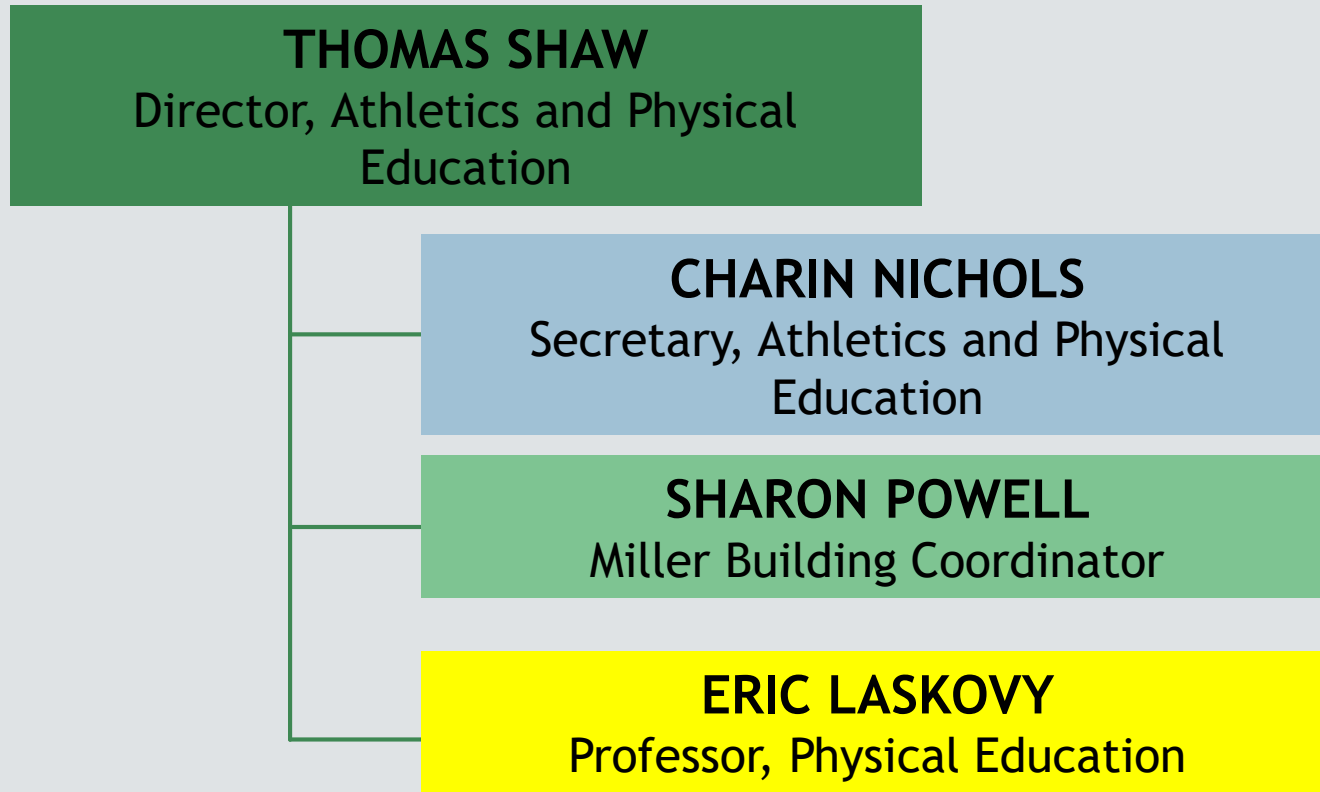 THOMAS SHAW
Director, Athletics and Physical
Education
CHARIN NICHOLS
Secretary, Athletics and Physical
Education
SHARON POWELL
Miller Building Coordinator
ERIC LASKOVY
Professor, Physical Education